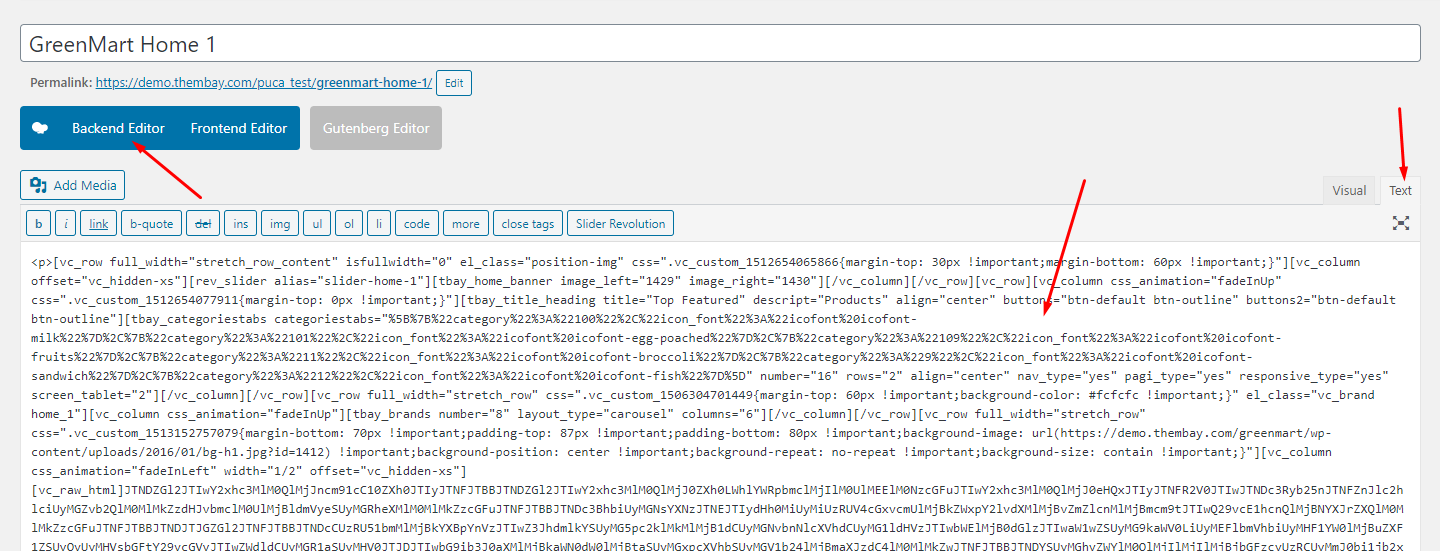 GreenMart Home 1
Permalink: https://demo.thembay.com/puca_test/greenmart-home-1/ Edit
Backend Editor Frontend Editor Gutenberg Editor
Add Media Visual Text
b i link b-quote del ins img ul ol li code more close tags Slider Revolution
<p>[vc_row full_width="stretch_row_content" isfullwidth="0" el_class="position-img" css=".vc_custom_1512654065866{margin-top: 30px !important;margin-bottom: 60px !important;}"][vc_column
offset="vc_hidden-xs"][rev_slider alias="slider-home-1"][tbay_home_banner image_left="1429" image_right="1430"][/vc_column][/vc_row][vc_row][vc_column css_animation="fadeInUp"
css=".vc_custom_1512654077911{margin-top: 0px !important;}"][tbay_title_heading title="Top Featured" descript="Products" align="center" buttons="btn-default btn-outline" buttons2="btn-default
btn-outline"][tbay_categoriestabs categoriestabs="%5B%7B%22category%22%3A%22100%22%2C%22icon_font%22%3A%22icofont%20icofont-
milk%22%7D%2C%7B%22category%22%3A%22101%22%2C%22icon_font%22%3A%22icofont%20icofont-egg-poached%22%7D%2C%7B%22category%22%3A%22109%22%2C%22icon_font%22%3A%22icofont%20icofont-
fruits%22%7D%2C%7B%22category%22%3A%2211%22%2C%22icon_font%22%3A%22icofont%20icofont-broccoli%22%7D%2C%7B%22category%22%3A%229%22%2C%22icon_font%22%3A%22icofont%20icofont-
sandwich%22%7D%2C%7B%22category%22%3A%2212%22%2C%22icon_font%22%3A%22icofont%20icofont-fish%22%7D%5D" number="16" rows="2" align="center" nav_type="yes" pagi_type="yes" responsive_type="yes"
screen_tablet="2"][/vc_column][/vc_row][vc_row full_width="stretch_row" css=".vc_custom_1506304701449{margin-top: 60px !important;background-color: #fcfcfc !important;}" el_class="vc_brand
home_1"][vc_column css_animation="fadeInUp"][tbay_brands number="8" layout_type="carousel" columns="6"][/vc_column][/vc_row][vc_row full_width="stretch_row"
css=".vc_custom_1513152757079{margin-bottom: 70px !important;padding-top: 87px !important;padding-bottom: 80px !important;background-image: url(https://demo.thembay.com/greenmart/wp-
content/uploads/2016/01/bg-h1.jpg?id=1412) !important;background-position: center !important;background-repeat: no-repeat !important;background-size: contain !important;}"][vc_column
css_animation="fadeInLeft" width="1/2" offset="vc_hidden-xs"]
[vc_raw_html]JTNDZGl2JTIwY2xhc3MlM0QlMjJncm91cC10ZXh0JTIyJTNFJTBBJTNDZGl2JTIwY2xhc3MlM0QlMjJ0ZXh0LWhlYWRpbmclMjIlM0UlMEElM0NzcGFuJTIwY2xhc3MlM0QlMjJ0eHQxJTIyJTNFR2V0JTIwJTNDc3Ryb25nJTNFZnJlc2h